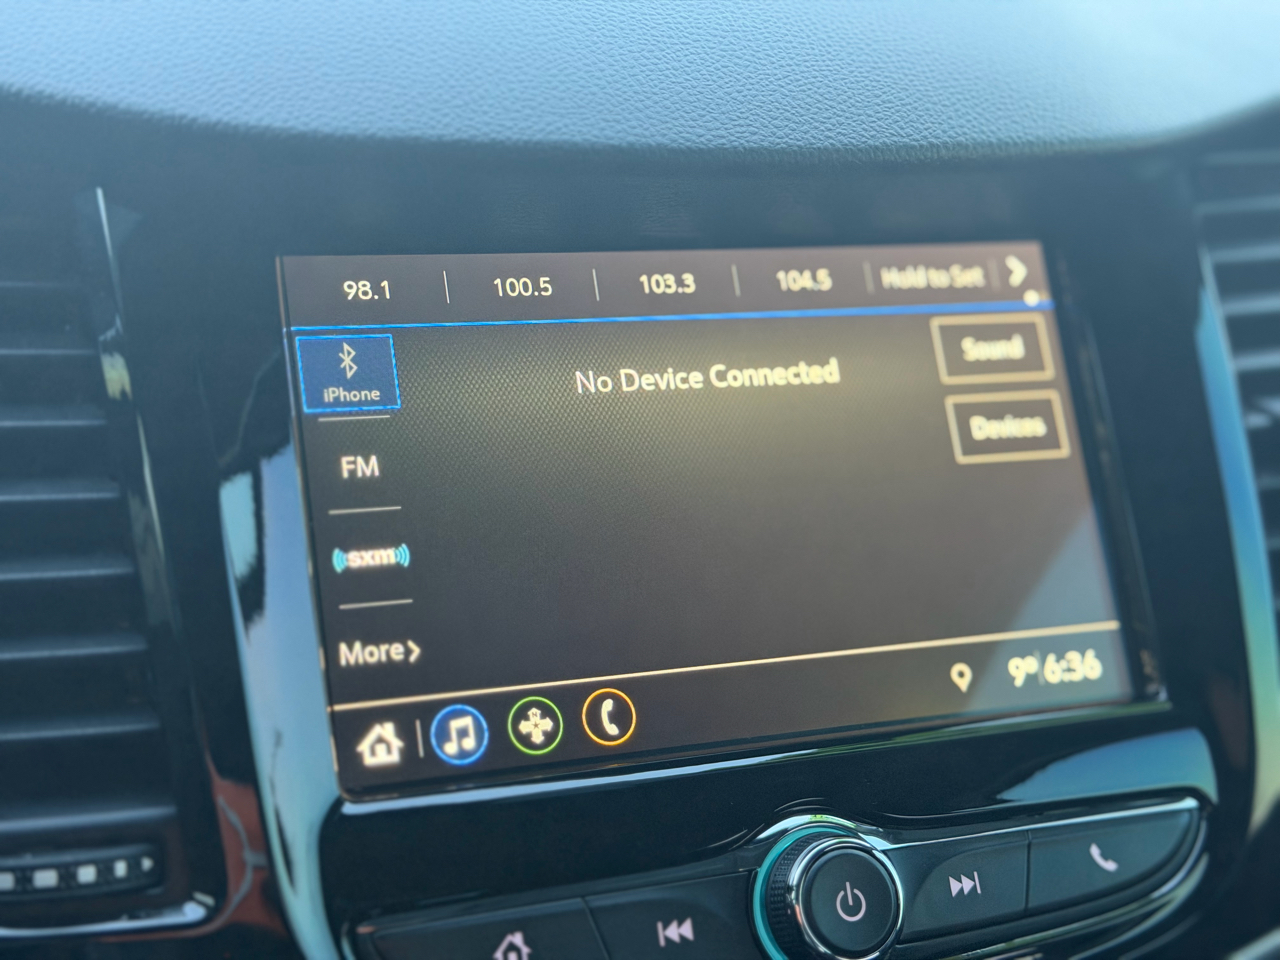 98.1 100.5 103.3 104.5 Hold to Set
iPhone
No Device Connected
Sound
Devices
FM
sxm
More
9° 6:36